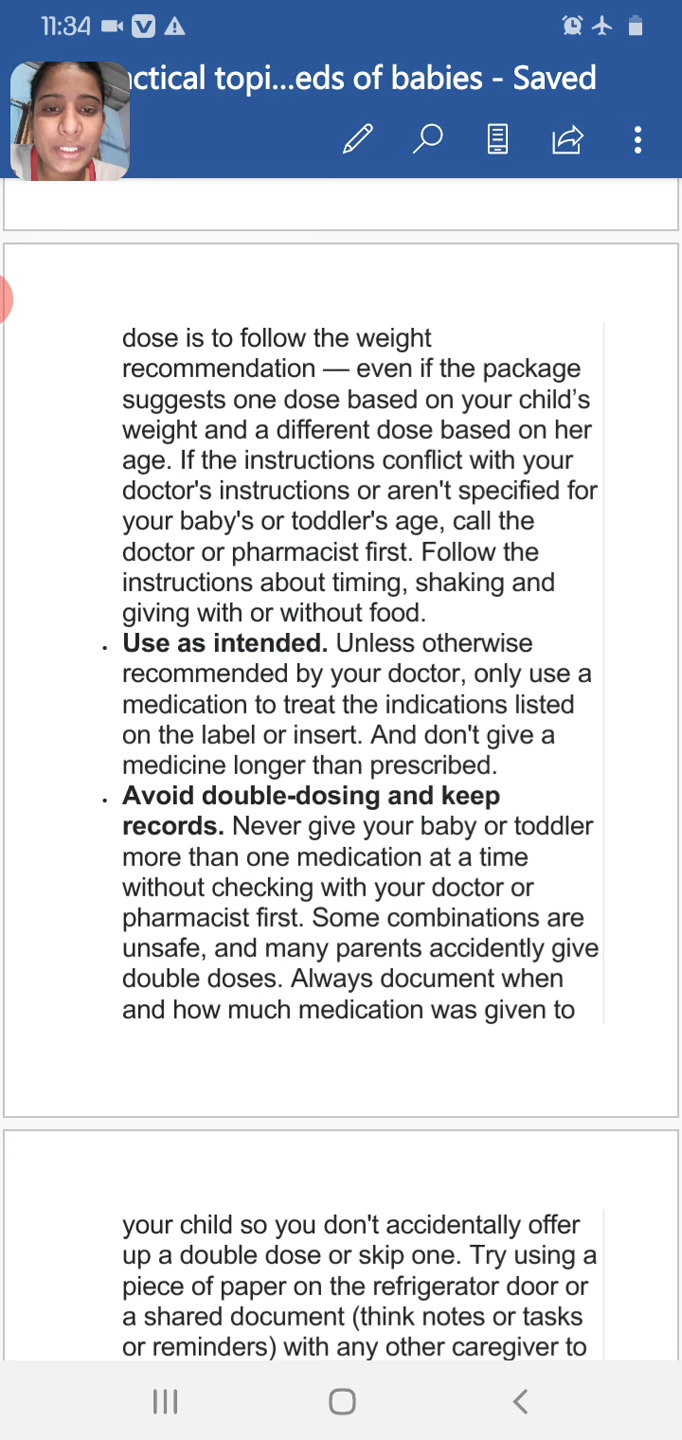 11:34
ctical topi...eds of babies - Saved
dose is to follow the weight
recommendation — even if the package
suggests one dose based on your child's
weight and a different dose based on her
age. If the instructions conflict with your
doctor's instructions or aren't specified for
your baby's or toddler's age, call the
doctor or pharmacist first. Follow the
instructions about timing, shaking and
giving with or without food.
• Use as intended. Unless otherwise
recommended by your doctor, only use a
medication to treat the indications listed
on the label or insert. And don't give a
medicine longer than prescribed.
• Avoid double-dosing and keep
records. Never give your baby or toddler
more than one medication at a time
without checking with your doctor or
pharmacist first. Some combinations are
unsafe, and many parents accidently give
double doses. Always document when
and how much medication was given to
your child so you don't accidentally offer
up a double dose or skip one. Try using a
piece of paper on the refrigerator door or
a shared document (think notes or tasks
or reminders) with any other caregiver to